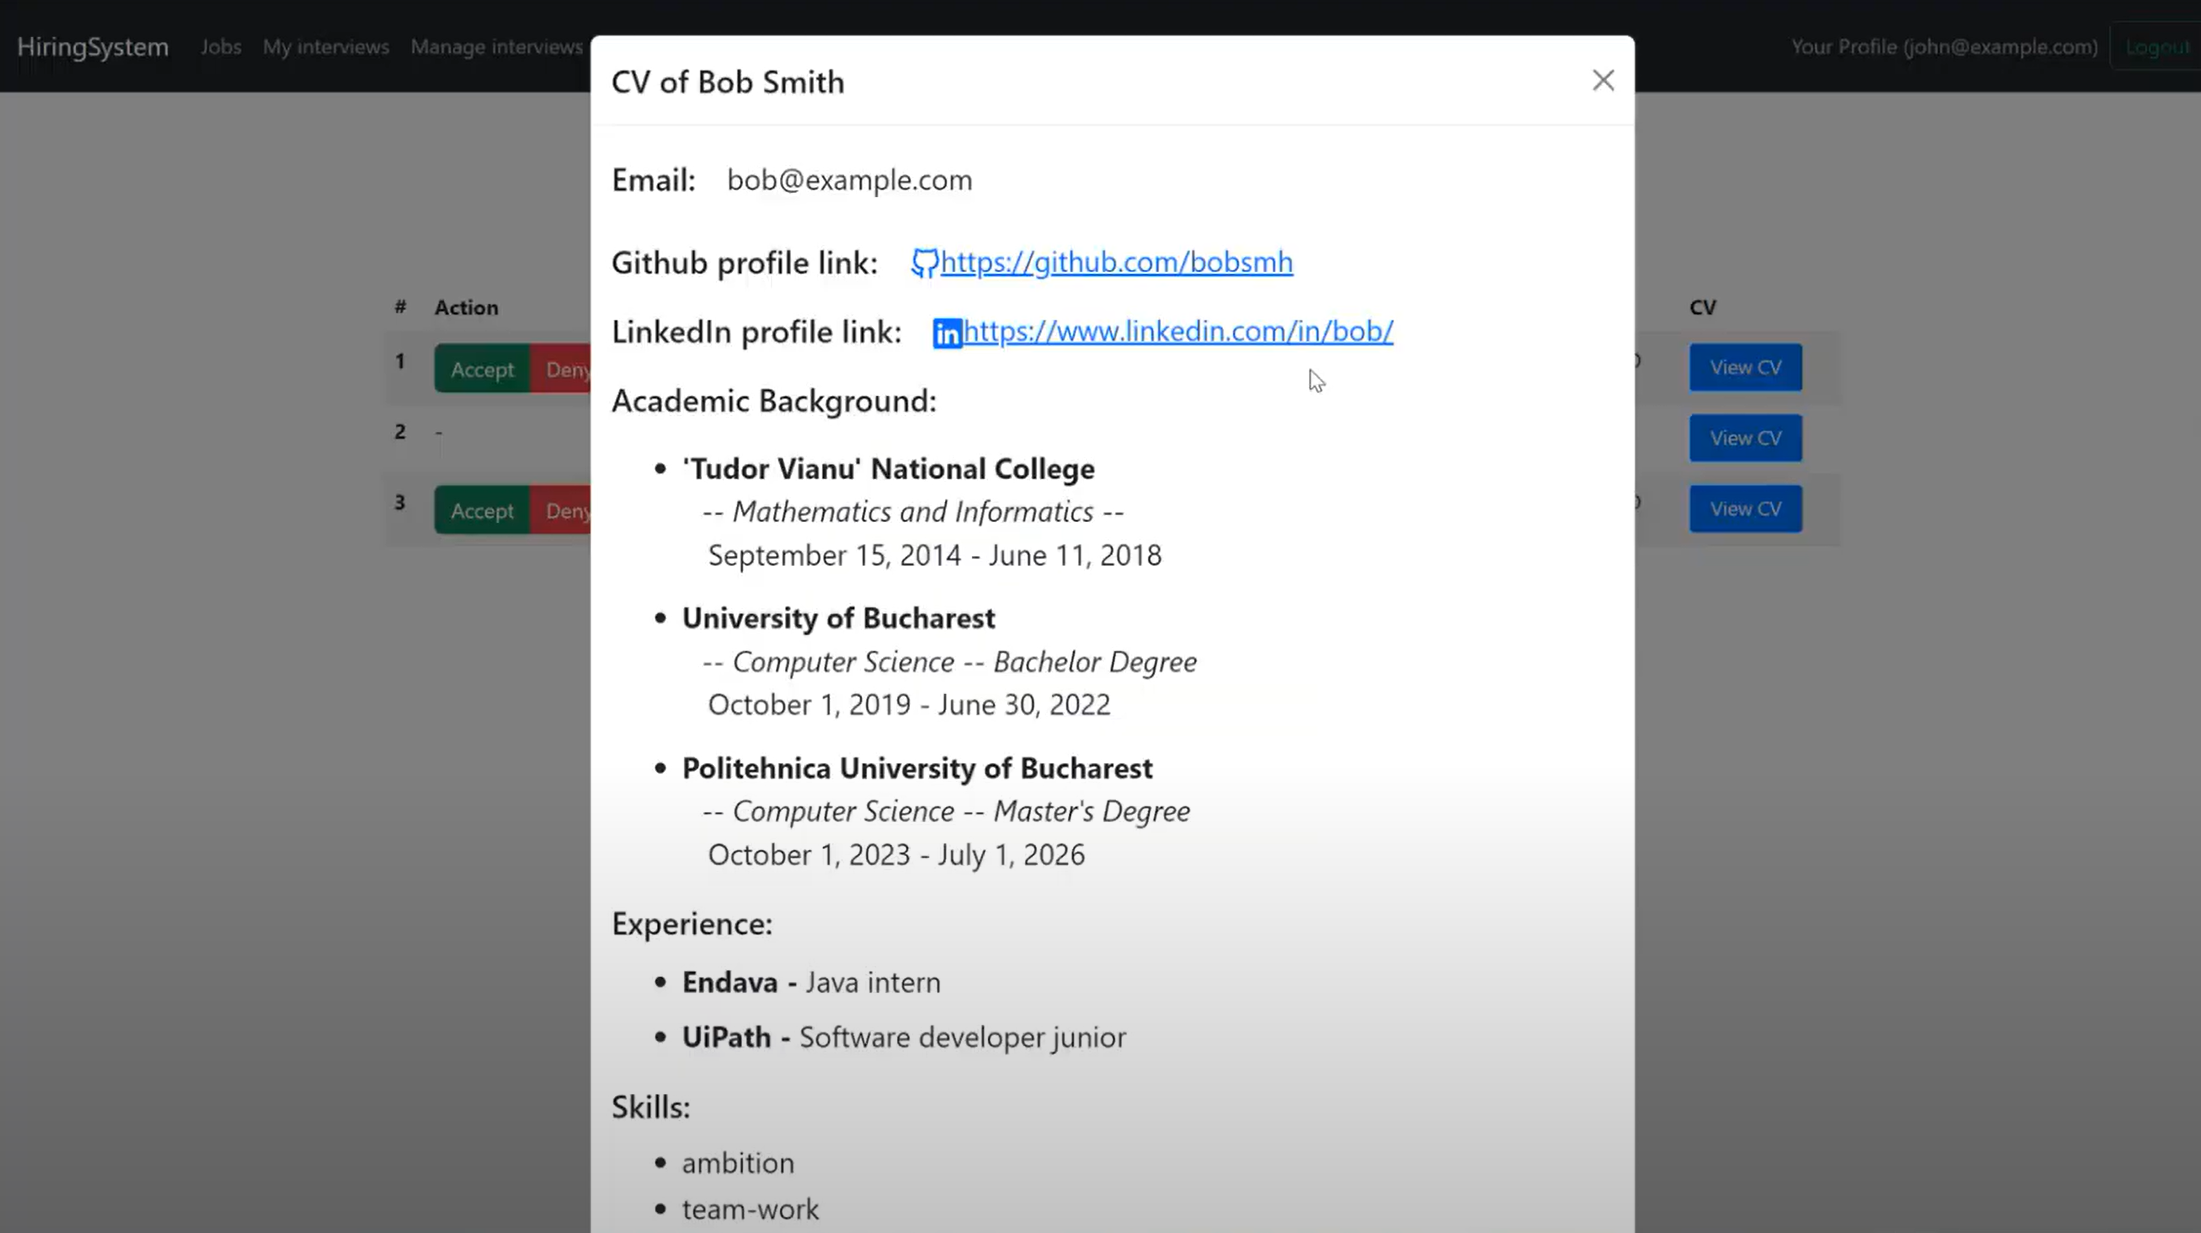 HiringSystem Jobs My interviews Manage interviews
Your Profile (john@example.com) Logout
CV of Bob Smith
Email: bob@example.com
Github profile link: https://github.com/bobsmh
LinkedIn profile link: https://www.linkedin.com/in/bob/
Academic Background:
• 'Tudor Vianu' National College
-- Mathematics and Informatics --
September 15, 2014 - June 11, 2018
• University of Bucharest
-- Computer Science -- Bachelor Degree
October 1, 2019 - June 30, 2022
• Politehnica University of Bucharest
-- Computer Science -- Master's Degree
October 1, 2023 - July 1, 2026
Experience:
• Endava - Java intern
• UiPath - Software developer junior
Skills:
• ambition
• team-work
# Action
1 Accept Deny
2 -
3 Accept Deny
CV
View CV
View CV
View CV